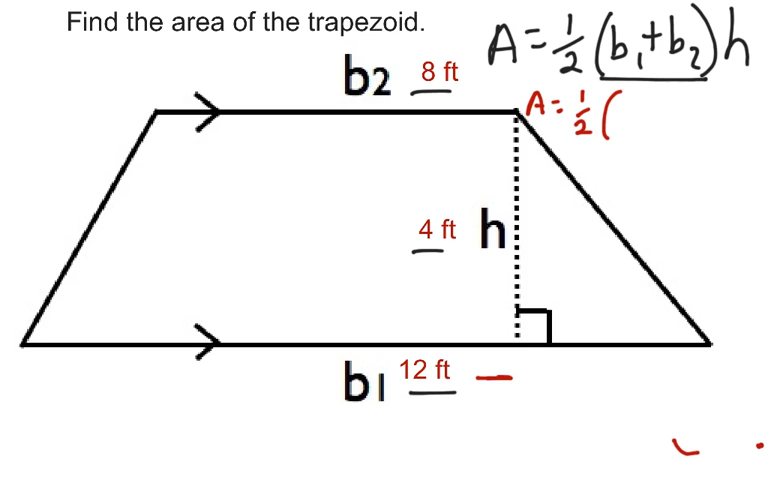 Find the area of the trapezoid.
A = 1/2 (b₁+b₂)h
b2 8 ft
A = 1/2 (
4 ft h
b1 12 ft